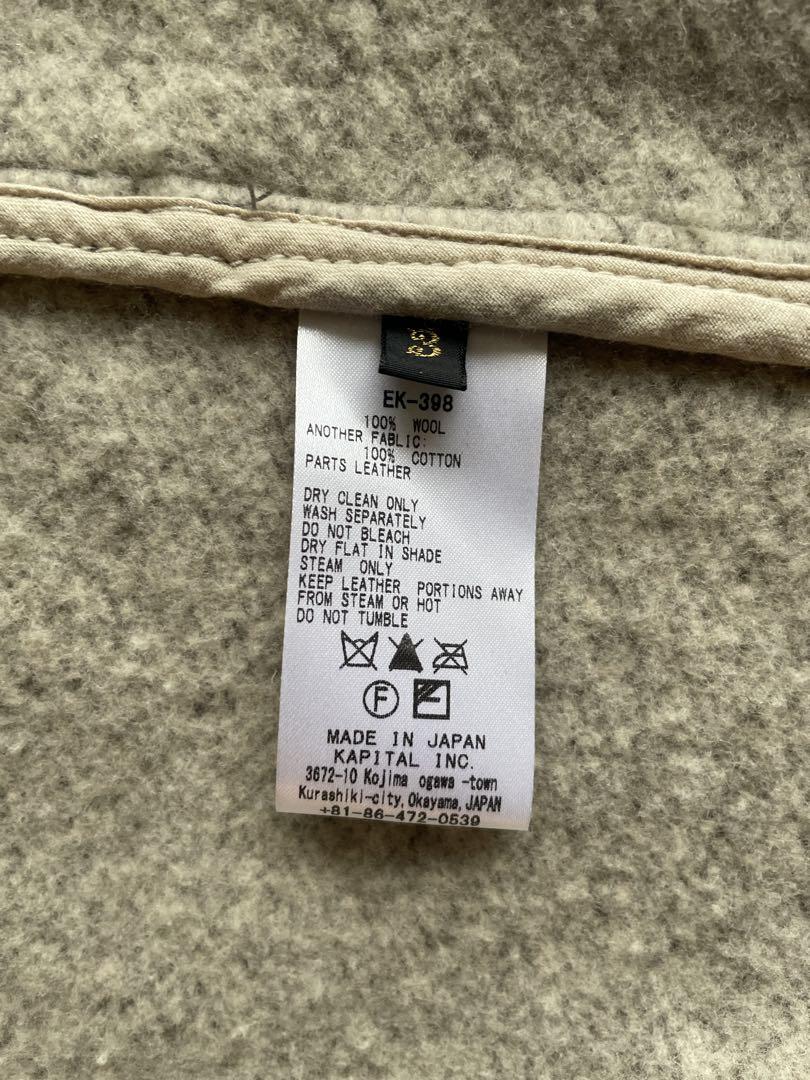 3
EK-398
100% WOOL
ANOTHER FABLIC:
100% COTTON
PARTS LEATHER
DRY CLEAN ONLY
WASH SEPARATELY
DO NOT BLEACH
DRY FLAT IN SHADE
STEAM ONLY
KEEP LEATHER PORTIONS AWAY
FROM STEAM OR HOT
DO NOT TUMBLE
F
MADE IN JAPAN
KAPITAL INC.
3672-10 Kojima ogawa -town
Kurashiki-city, Okayama, JAPAN
+81-86-472-0539